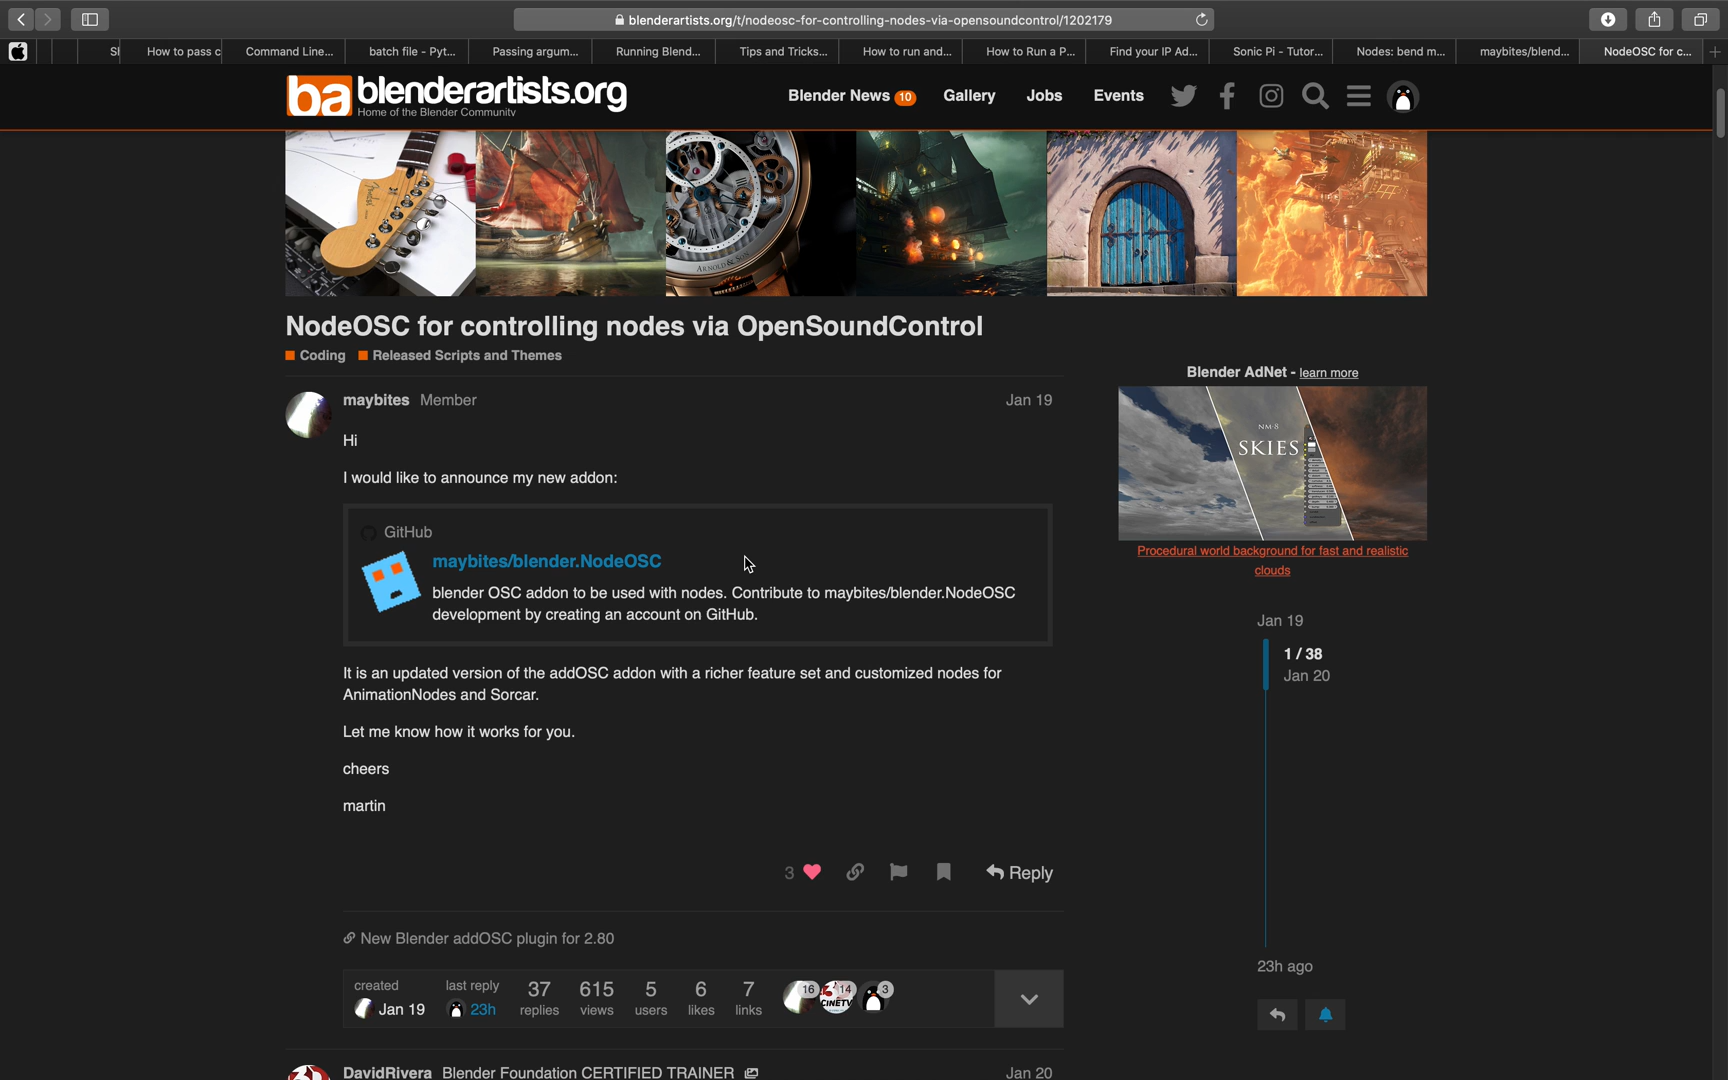 blenderartists.org/t/nodeosc-for-controlling-nodes-via-opensoundcontrol/1202179
How to pass c
Command Line...
batch file - Pyt...
Passing argum...
Running Blend...
Tips and Tricks...
How to run and...
How to Run a P...
Find your IP Ad...
Sonic Pi - Tutor...
Nodes: bend m...
maybites/blend...
NodeOSC for c...
ba blenderartists.org
Home of the Blender Community
Blender News 10
Gallery
Jobs
Events
ARNOLD & SON
NodeOSC for controlling nodes via OpenSoundControl
Coding Released Scripts and Themes
maybites Member Jan 19
Hi
I would like to announce my new addon:
GitHub
maybites/blender.NodeOSC
blender OSC addon to be used with nodes. Contribute to maybites/blender.NodeOSC
development by creating an account on GitHub.
It is an updated version of the addOSC addon with a richer feature set and customized nodes for
AnimationNodes and Sorcar.
Let me know how it works for you.
cheers
martin
3
Reply
New Blender addOSC plugin for 2.80
created last reply 37 615 5 6 7 16 14 3
Jan 19 23h replies views users likes links CINETV
DavidRivera Blender Foundation CERTIFIED TRAINER Jan 20
Blender AdNet - learn more
NM-8
SKIES
Procedural world background for fast and realistic
clouds
Jan 19
1 / 38
Jan 20
23h ago